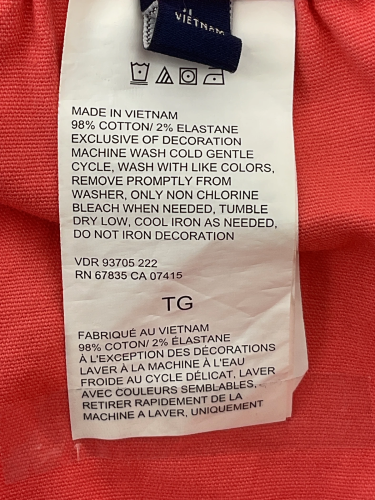 VIETNAM
MADE IN VIETNAM
98% COTTON/ 2% ELASTANE
EXCLUSIVE OF DECORATION
MACHINE WASH COLD GENTLE
CYCLE, WASH WITH LIKE COLORS,
REMOVE PROMPTLY FROM
WASHER, ONLY NON CHLORINE
BLEACH WHEN NEEDED, TUMBLE
DRY LOW, COOL IRON AS NEEDED,
DO NOT IRON DECORATION
VDR 93705 222
RN 67835 CA 07415
TG
FABRIQUÉ AU VIETNAM
98% COTON/ 2% ÉLASTANE
À L'EXCEPTION DES DÉCORATIONS
LAVER À LA MACHINE À L'EAU
FROIDE AU CYCLE DÉLICAT, LAVER
AVEC COULEURS SEMBLABLES,
RETIRER RAPIDEMENT DE LA
MACHINE A LAVER, UNIQUEMENT